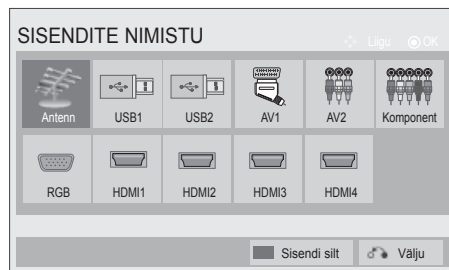 SISENDITE NIMISTU
Liigu OK
Antenn USB1 USB2 AV1 AV2 Komponent
RGB HDMI1 HDMI2 HDMI3 HDMI4
Sisendi silt Välju